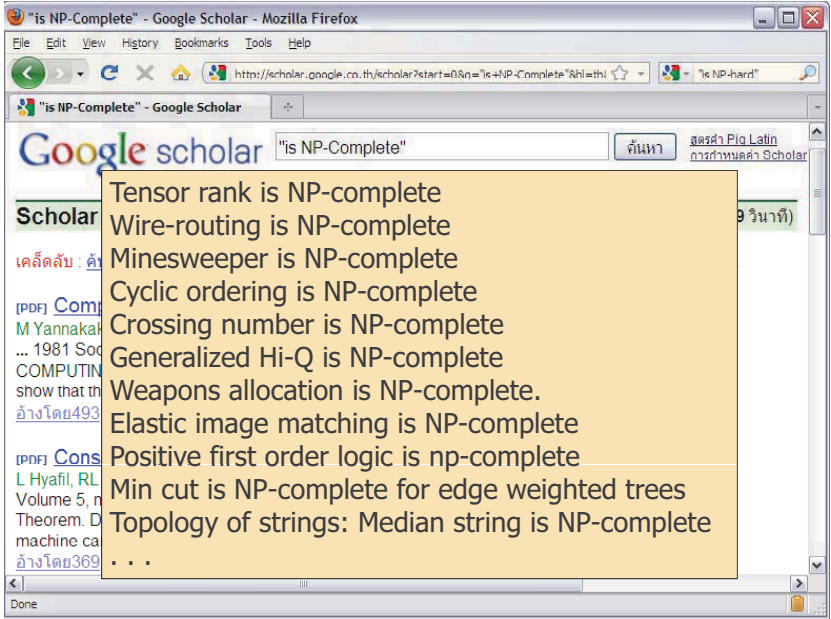 "is NP-Complete" - Google Scholar - Mozilla Firefox
File Edit View History Bookmarks Tools Help
http://scholar.google.co.th/scholar?start=0&q="is+NP-Complete"&hl=th& "is NP-hard"
"is NP-Complete" - Google Scholar
Google scholar "is NP-Complete" ค้นหา
สูตรคำ Pig Latin
การกำหนดค่า Scholar
Scholar 9 วินาที)
เคล็ดลับ :
Tensor rank is NP-complete
Wire-routing is NP-complete
Minesweeper is NP-complete
Cyclic ordering is NP-complete
Crossing number is NP-complete
Generalized Hi-Q is NP-complete
Weapons allocation is NP-complete.
Elastic image matching is NP-complete
Positive first order logic is np-complete
Min cut is NP-complete for edge weighted trees
Topology of strings: Median string is NP-complete
. . .
[PDF] Comp
M Yannakak
... 1981 Soc
COMPUTIN
show that th
อ้างโดย493
[PDF] Cons
L Hyafil, RL
Volume 5, n
Theorem. D
machine ca
อ้างโดย369
Done